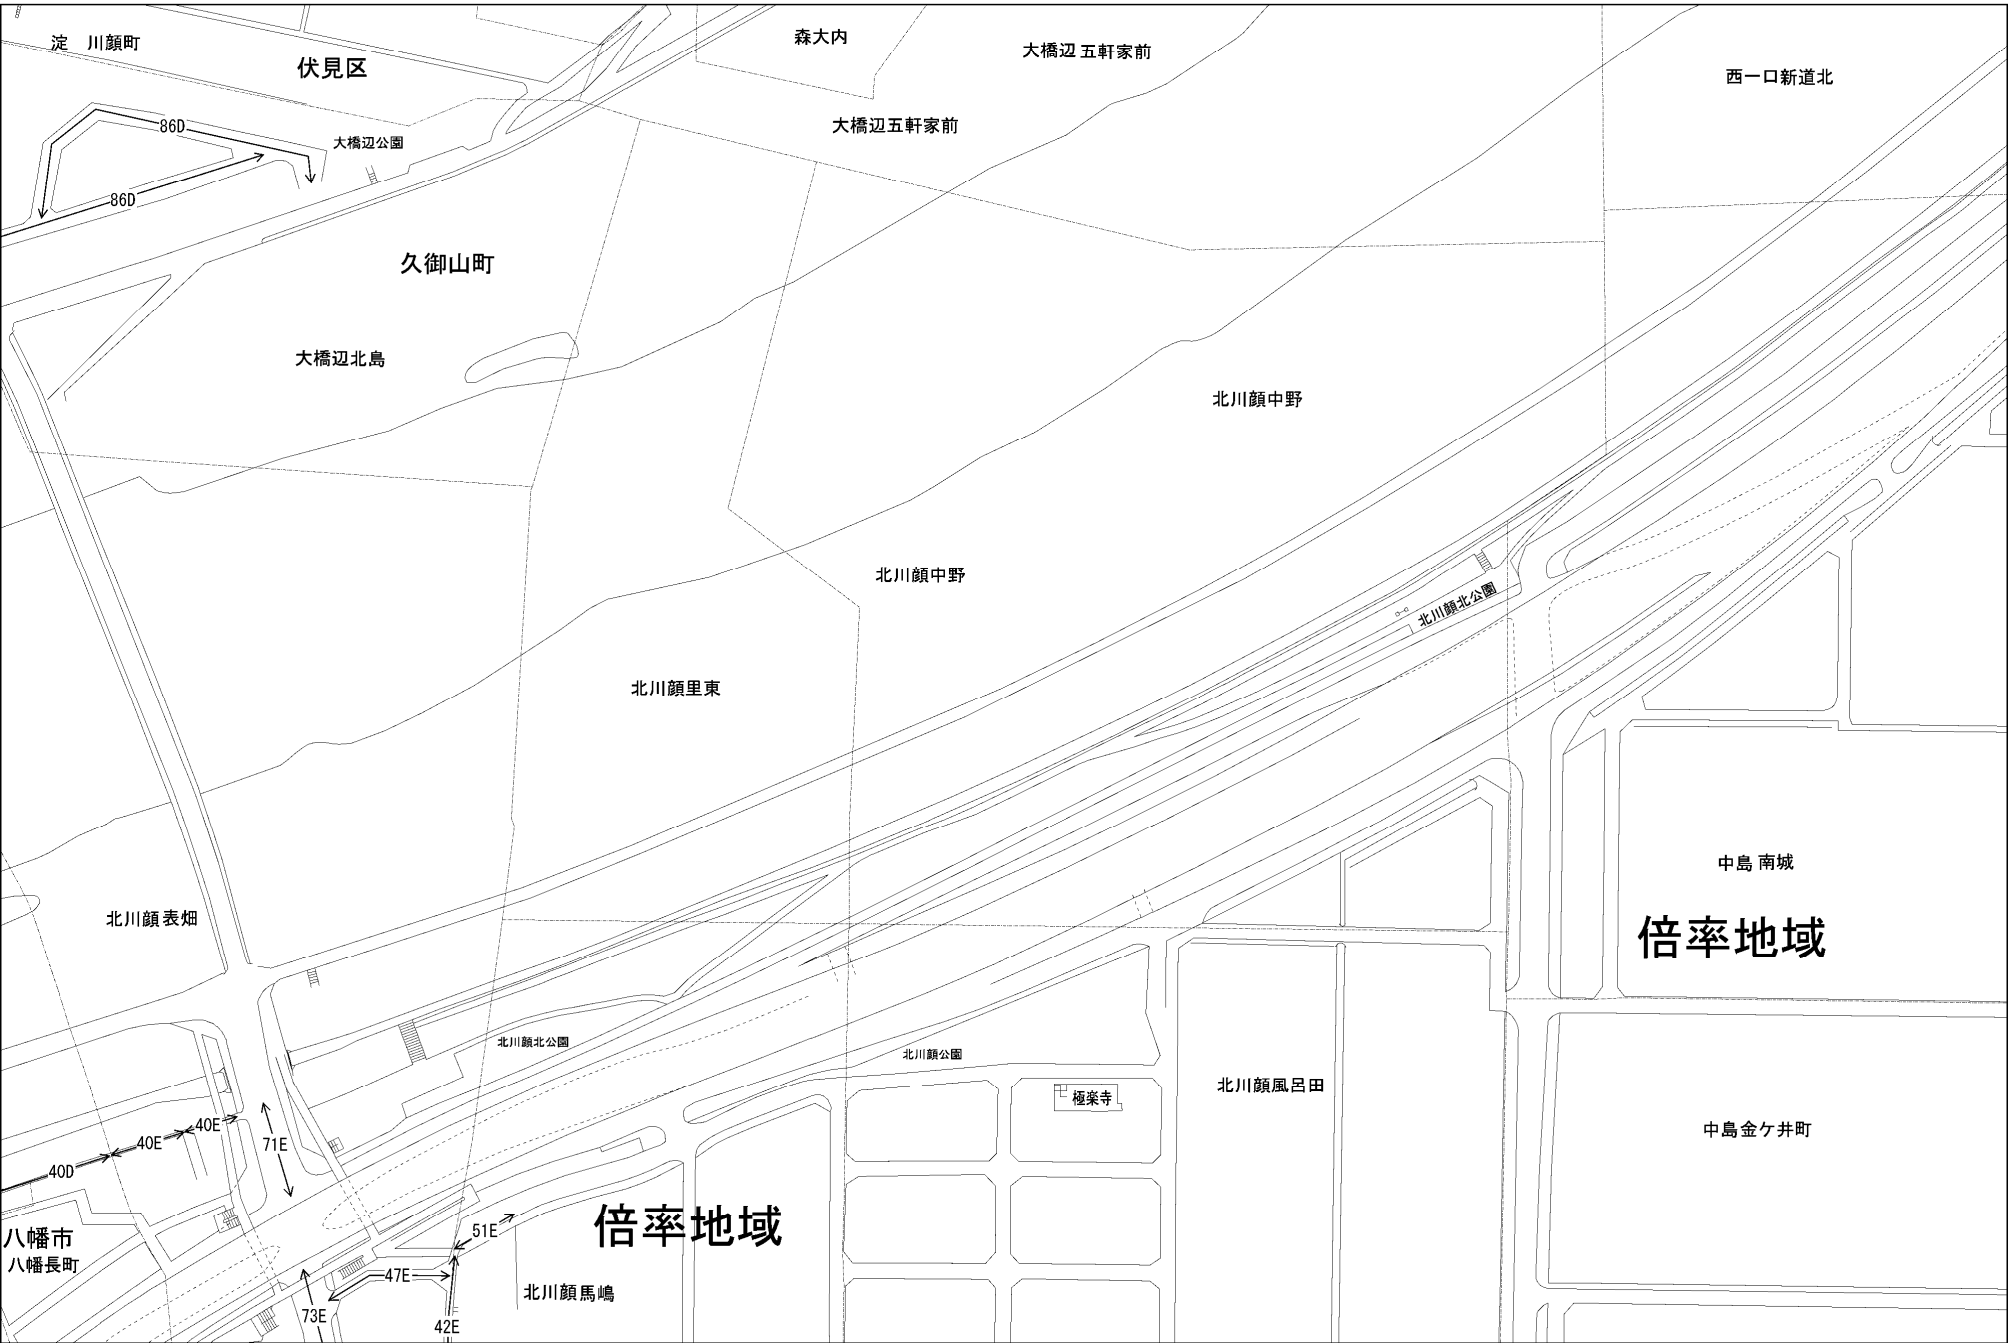 淀　川顔町
伏見区
森大内
大橋辺 五軒家前
西一口新道北
86D
大橋辺公園
大橋辺五軒家前
86D
久御山町
大橋辺北島
北川顔中野
北川顔中野
北川顔北公園
北川顔里東
中島 南城
北川顔 表畑
倍率地域
北川顔北公園
北川顔公園
北川顔風呂田
極楽寺
40E
40E
71E
40D
中島金ケ井町
八幡市
八幡長町
51E
倍率地域
47E
北川顔 馬嶋
73E
42E